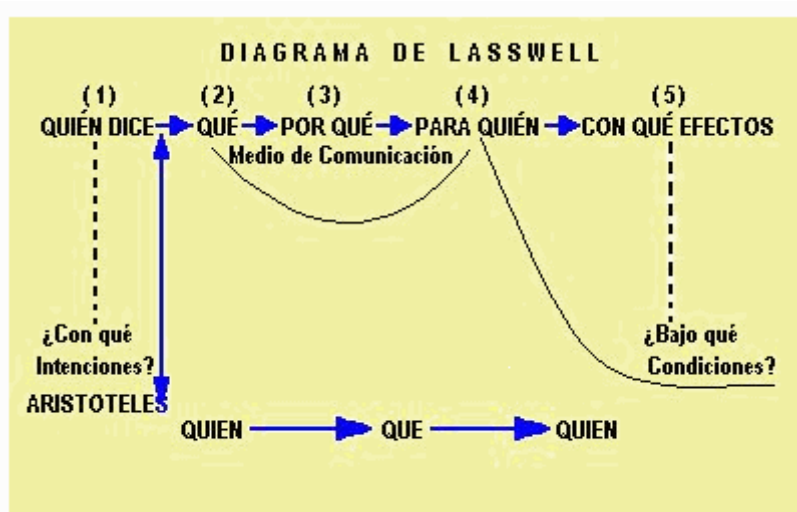 DIAGRAMA DE LASSWELL
(1) (2) (3) (4) (5)
QUIÉN DICE QUÉ POR QUÉ PARA QUIÉN CON QUÉ EFECTOS
Medio de Comunicación
¿Con qué ¿Bajo qué
Intenciones? Condiciones?
ARISTOTELES
QUIEN QUE QUIEN